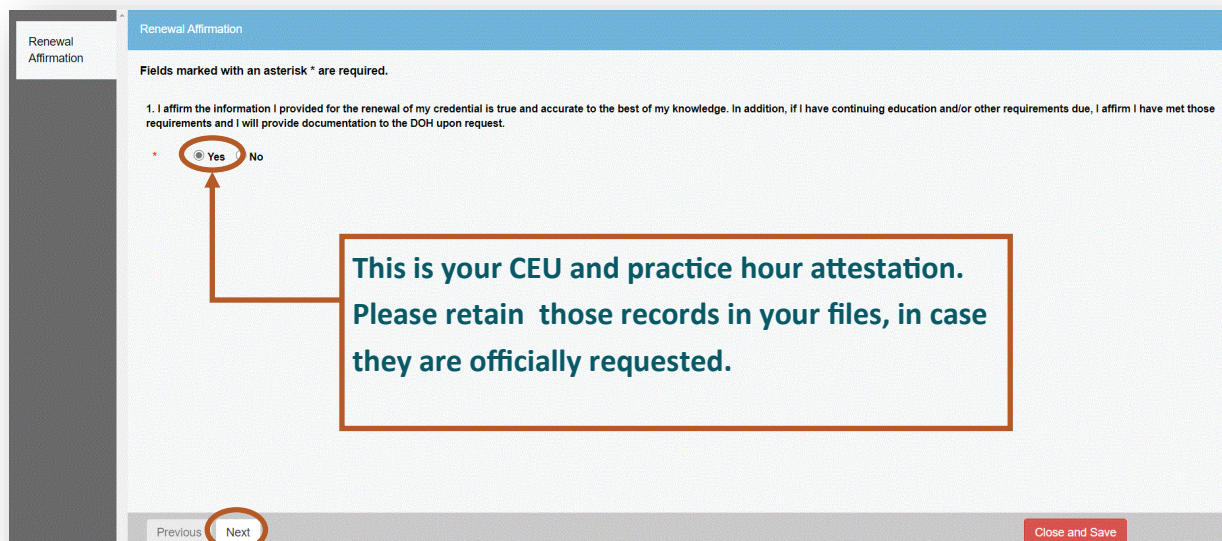 Renewal
Affirmation
Renewal Affirmation
Fields marked with an asterisk * are required.
1. I affirm the information I provided for the renewal of my credential is true and accurate to the best of my knowledge. In addition, if I have continuing education and/or other requirements due, I affirm I have met those
requirements and I will provide documentation to the DOH upon request.
* Yes No
This is your CEU and practice hour attestation.
Please retain those records in your files, in case
they are officially requested.
Previous Next Close and Save